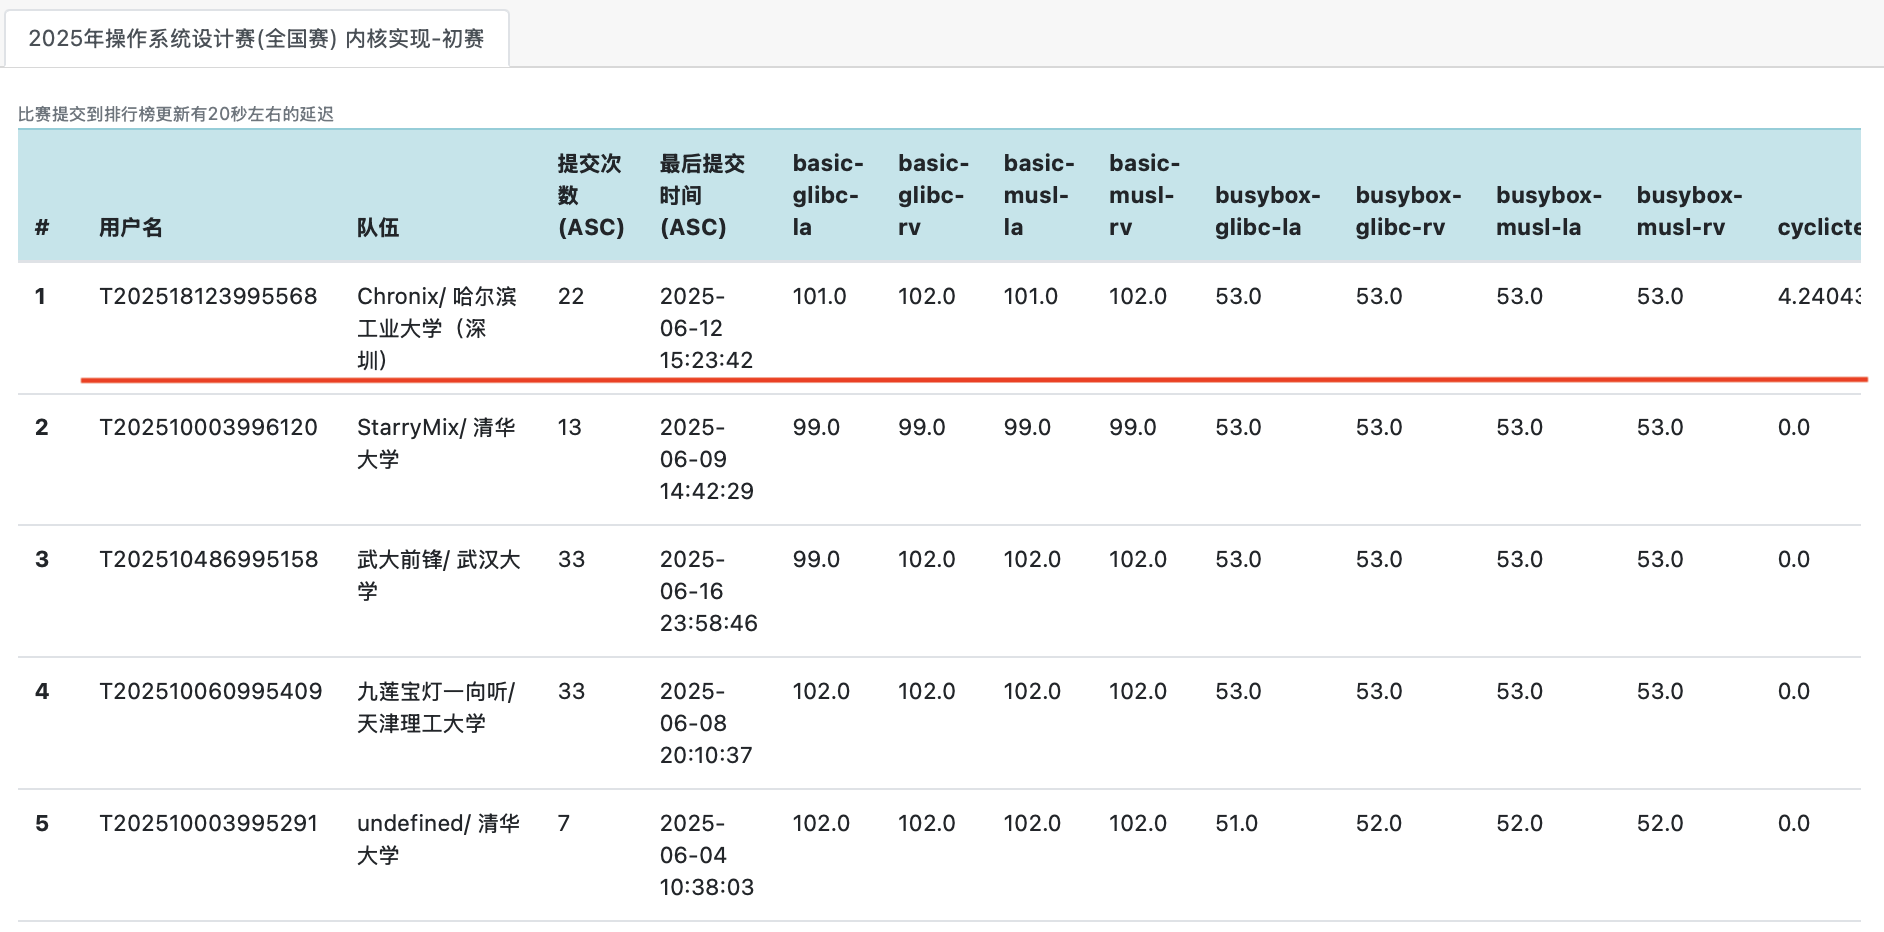 2025年操作系统设计赛(全国赛) 内核实现-初赛
比赛提交到排行榜更新有20秒左右的延迟
# 用户名 队伍 提交次数(ASC) 最后提交时间(ASC) basic-glibc-la basic-glibc-rv basic-musl-la basic-musl-rv busybox-glibc-la busybox-glibc-rv busybox-musl-la busybox-musl-rv cyclicte
1 T202518123995568 Chronix/ 哈尔滨工业大学（深圳） 22 2025-06-12 15:23:42 101.0 102.0 101.0 102.0 53.0 53.0 53.0 53.0 4.24043
2 T202510003996120 StarryMix/ 清华大学 13 2025-06-09 14:42:29 99.0 99.0 99.0 99.0 53.0 53.0 53.0 53.0 0.0
3 T202510486995158 武大前锋/ 武汉大学 33 2025-06-16 23:58:46 99.0 102.0 102.0 102.0 53.0 53.0 53.0 53.0 0.0
4 T202510060995409 九莲宝灯一向听/ 天津理工大学 33 2025-06-08 20:10:37 102.0 102.0 102.0 102.0 53.0 53.0 53.0 53.0 0.0
5 T202510003995291 undefined/ 清华大学 7 2025-06-04 10:38:03 102.0 102.0 102.0 102.0 51.0 52.0 52.0 52.0 0.0